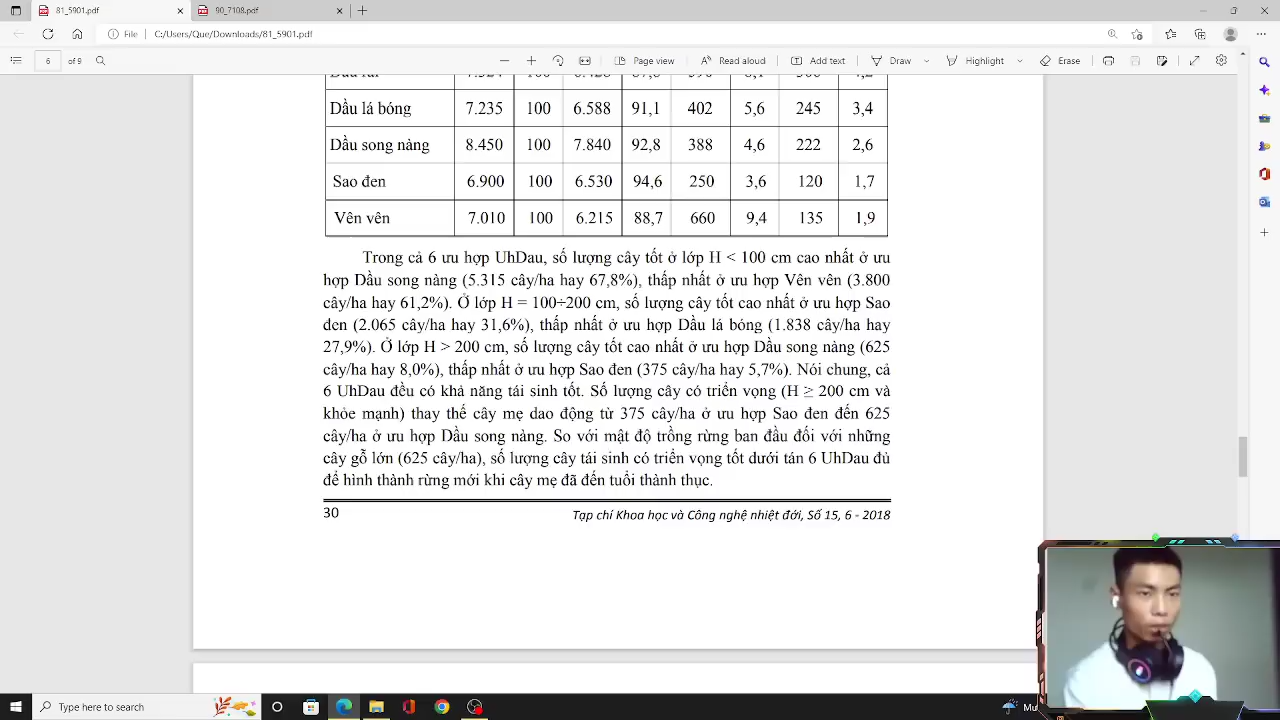 81_5901.pdf
90_7108.pdf
File
C:/Users/Que/Downloads/81_5901.pdf
6
of 9
Page view
Read aloud
Add text
Draw
Highlight
Erase
Dầu lá bóng 7.235 100 6.588 91,1 402 5,6 245 3,4
Dầu song nàng 8.450 100 7.840 92,8 388 4,6 222 2,6
Sao đen 6.900 100 6.530 94,6 250 3,6 120 1,7
Vên vên 7.010 100 6.215 88,7 660 9,4 135 1,9
Trong cả 6 ưu hợp UhDau, số lượng cây tốt ở lớp H < 100 cm cao nhất ở ưu
hợp Dầu song nàng (5.315 cây/ha hay 67,8%), thấp nhất ở ưu hợp Vên vên (3.800
cây/ha hay 61,2%). Ở lớp H = 100÷200 cm, số lượng cây tốt cao nhất ở ưu hợp Sao
đen (2.065 cây/ha hay 31,6%), thấp nhất ở ưu hợp Dầu lá bóng (1.838 cây/ha hay
27,9%). Ở lớp H > 200 cm, số lượng cây tốt cao nhất ở ưu hợp Dầu song nàng (625
cây/ha hay 8,0%), thấp nhất ở ưu hợp Sao đen (375 cây/ha hay 5,7%). Nói chung, cả
6 UhDau đều có khả năng tái sinh tốt. Số lượng cây có triển vọng (H ≥ 200 cm và
khỏe mạnh) thay thế cây mẹ dao động từ 375 cây/ha ở ưu hợp Sao đen đến 625
cây/ha ở ưu hợp Dầu song nàng. So với mật độ trồng rừng ban đầu đối với những
cây gỗ lớn (625 cây/ha), số lượng cây tái sinh có triển vọng tốt dưới tán 6 UhDau đủ
để hình thành rừng mới khi cây mẹ đã đến tuổi thành thục.
30
Tạp chí Khoa học và Công nghệ nhiệt đới, Số 15, 6 - 2018
Type here to search